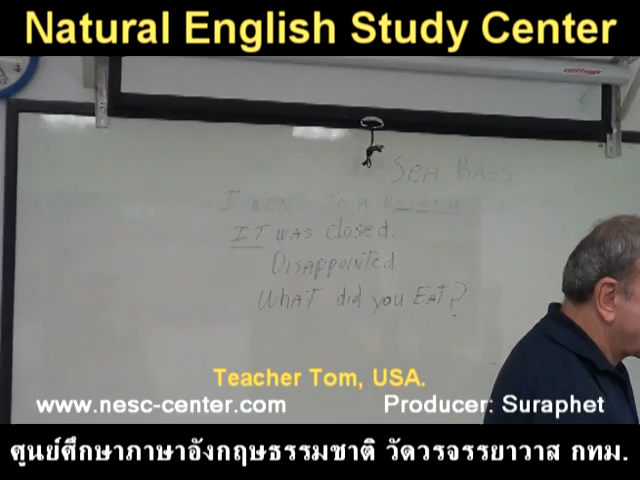 Natural English Study Center
SEA BASS
I WENT TO A
IT WAS closed.
DISAPPOINTED
WHAT did you EAT?
Teacher Tom, USA.
www.nesc-center.com Producer: Suraphet
ศูนย์ศึกษาภาษาอังกฤษธรรมชาติ วัดวรจรรยาวาส กทม.